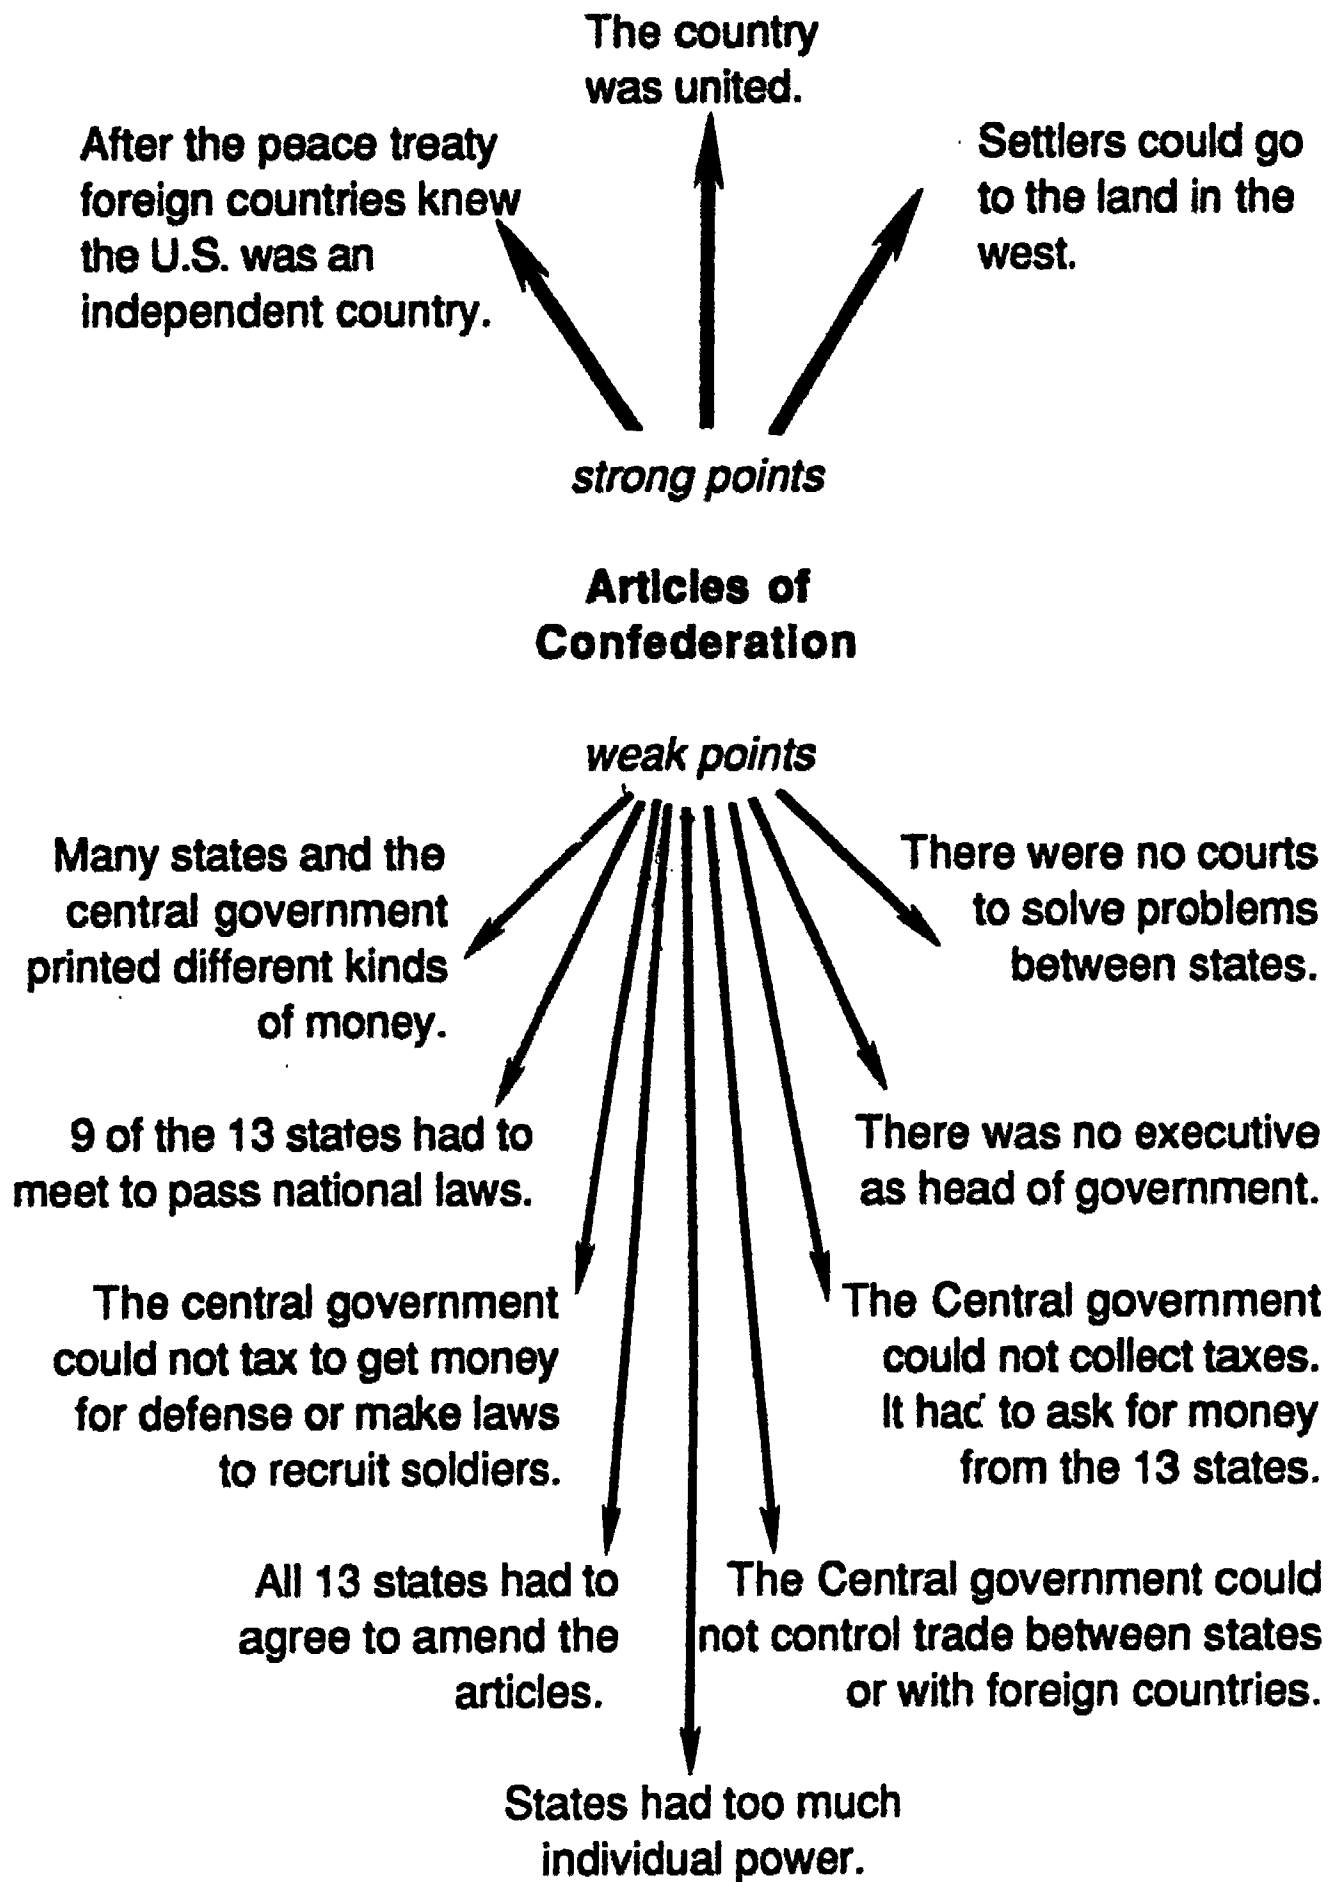 The country
was united.
After the peace treaty
foreign countries knew
the U.S. was an
independent country.
Settlers could go
to the land in the
west.
strong points
Articles of
Confederation
weak points
Many states and the
central government
printed different kinds
of money.
There were no courts
to solve problems
between states.
9 of the 13 states had to
meet to pass national laws.
There was no executive
as head of government.
The central government
could not tax to get money
for defense or make laws
to recruit soldiers.
The Central government
could not collect taxes.
It had to ask for money
from the 13 states.
All 13 states had to
agree to amend the
articles.
The Central government could
not control trade between states
or with foreign countries.
States had too much
individual power.